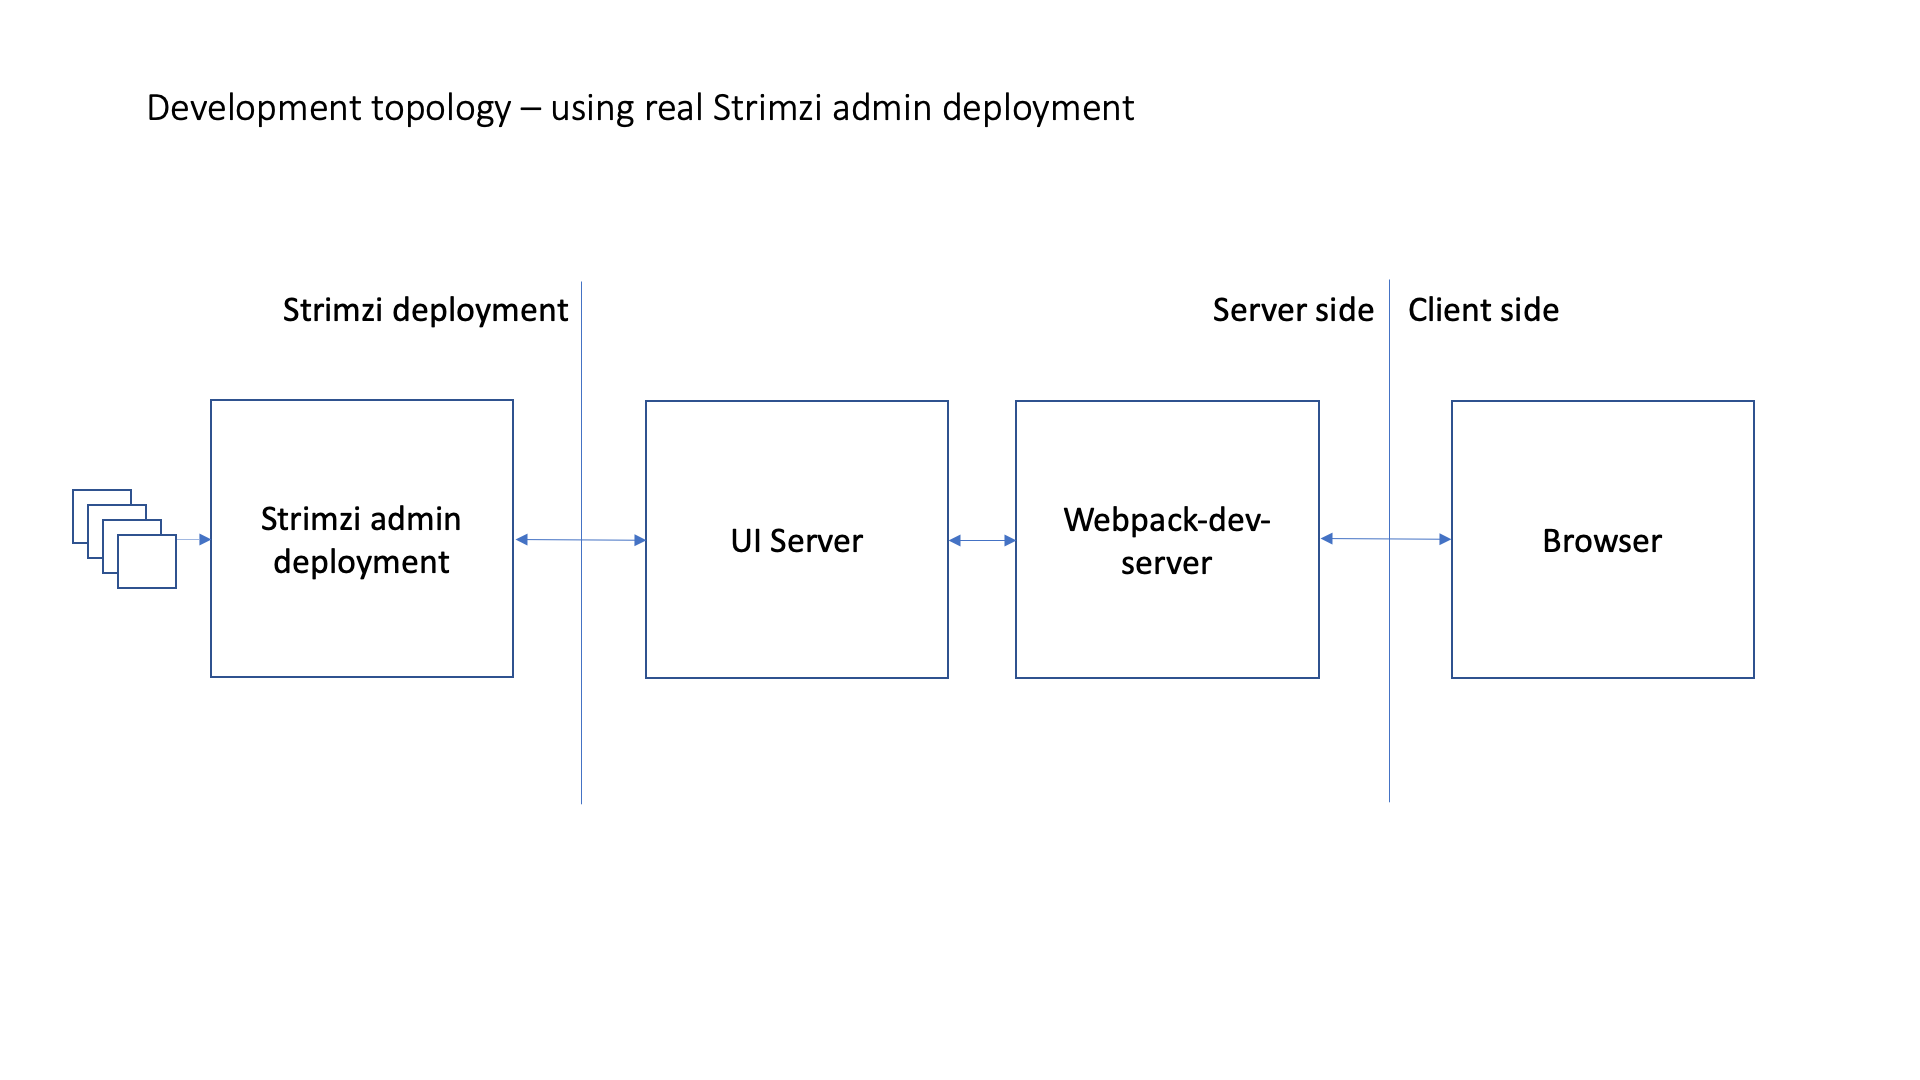 Development topology – using real Strimzi admin deployment
Strimzi deployment
Server side
Client side
Strimzi admin
deployment
UI Server
Webpack-dev-
server
Browser